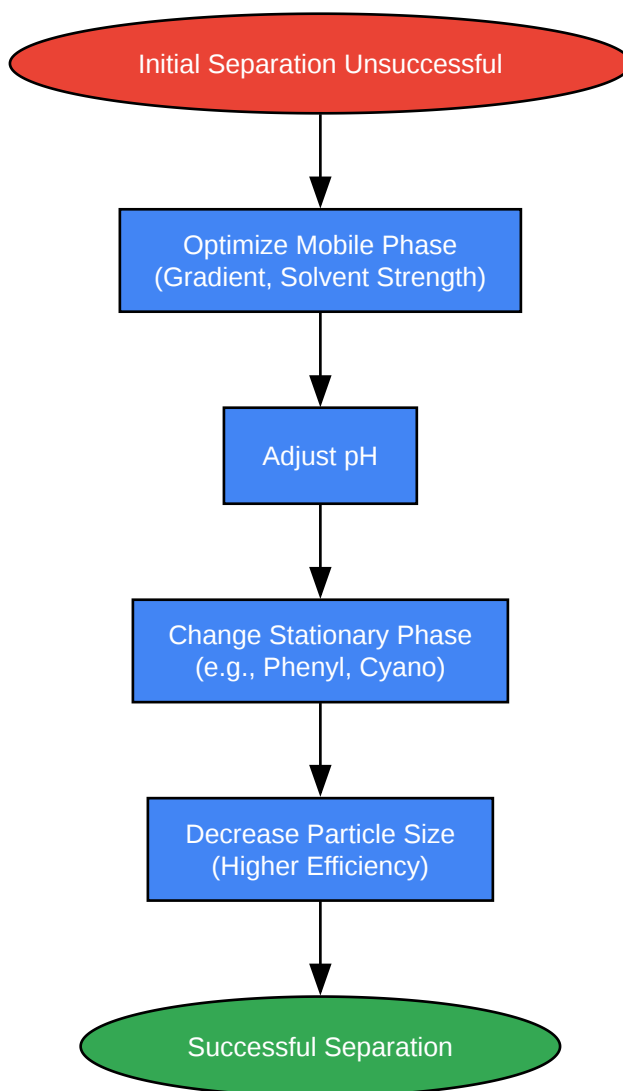 Initial Separation Unsuccessful
Optimize Mobile Phase
(Gradient, Solvent Strength)
Adjust pH
Change Stationary Phase
(e.g., Phenyl, Cyano)
Decrease Particle Size
(Higher Efficiency)
Successful Separation